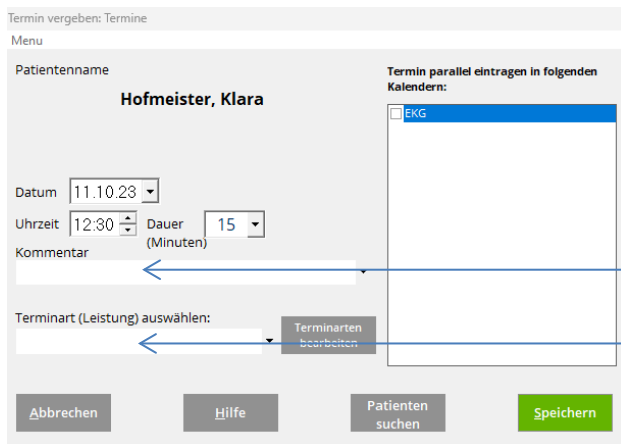 Termin vergeben: Termine
Menu
Patientenname
Hofmeister, Klara
Termin parallel eintragen in folgenden
Kalendern:
EKG
Datum 11.10.23
Uhrzeit 12:30 Dauer 15
(Minuten)
Kommentar
Terminart (Leistung) auswählen:
Terminarten
bearbeiten
Abbrechen
Hilfe
Patienten
suchen
Speichern